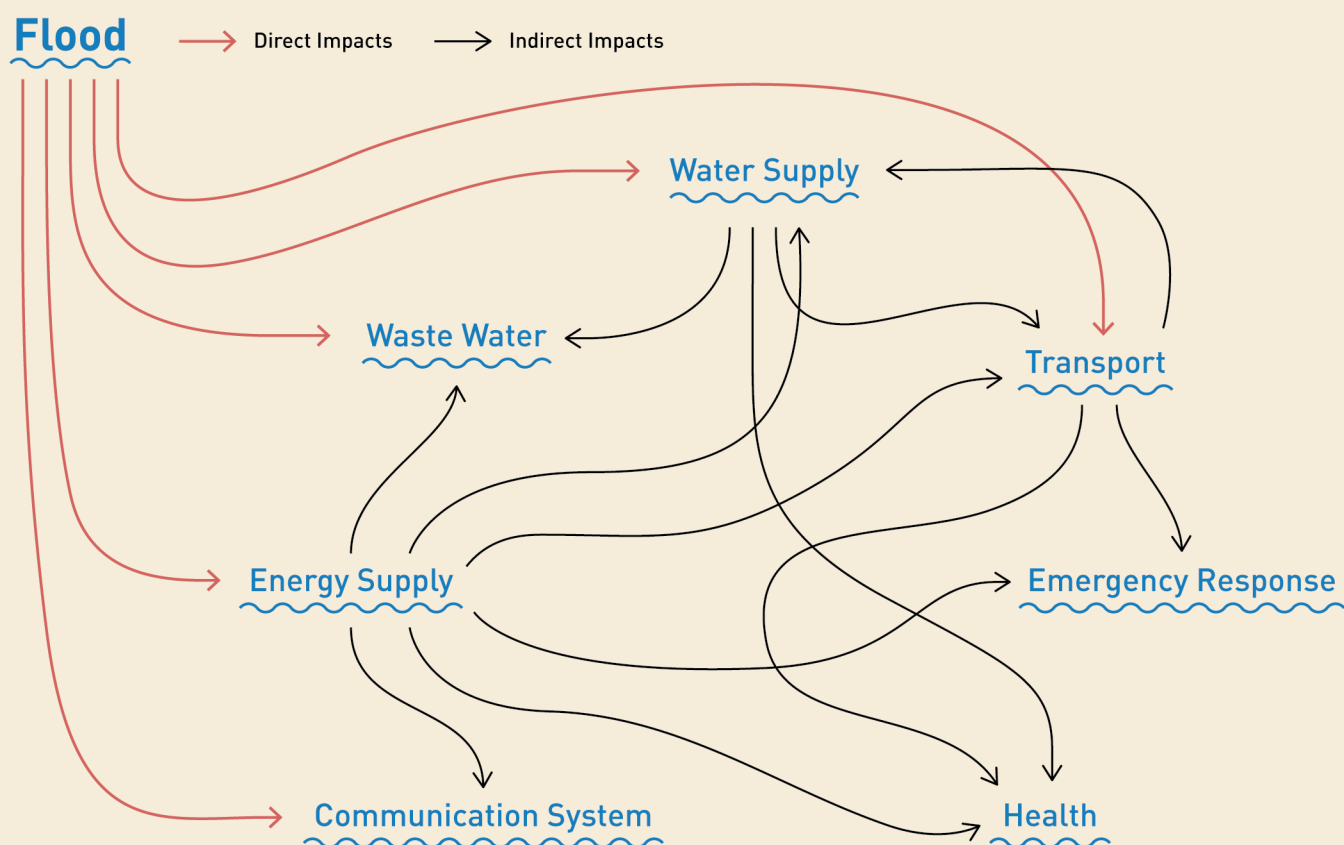 Flood
Direct Impacts
Indirect Impacts
Water Supply
Waste Water
Transport
Energy Supply
Emergency Response
Communication System
Health